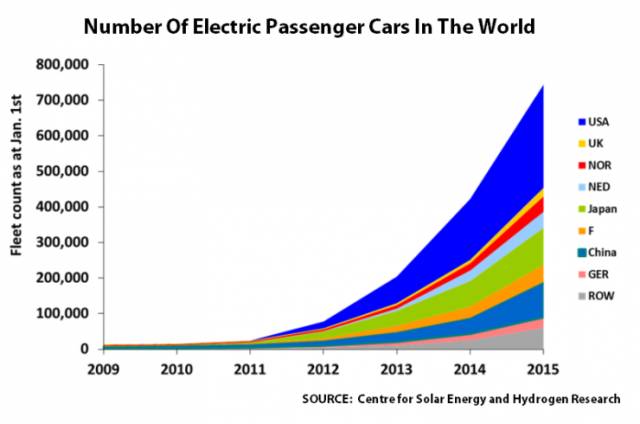 Number Of Electric Passenger Cars In The World
Fleet count as at Jan. 1st
800,000
700,000
600,000
500,000
400,000
300,000
200,000
100,000
0
2009 2010 2011 2012 2013 2014 2015
USA
UK
NOR
NED
Japan
F
China
GER
ROW
SOURCE: Centre for Solar Energy and Hydrogen Research